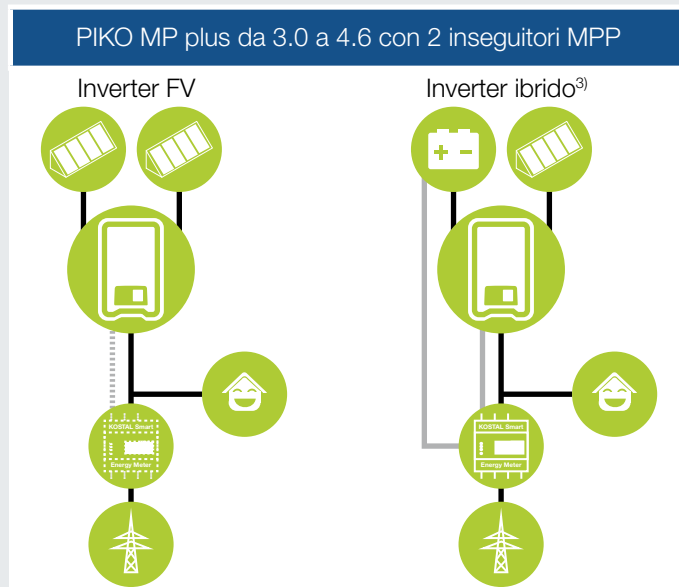 PIKO MP plus da 3.0 a 4.6 con 2 inseguitori MPP
Inverter FV
Inverter ibrido³⁾
KOSTAL Smart
Energy Meter
KOSTAL Smart
Energy Meter